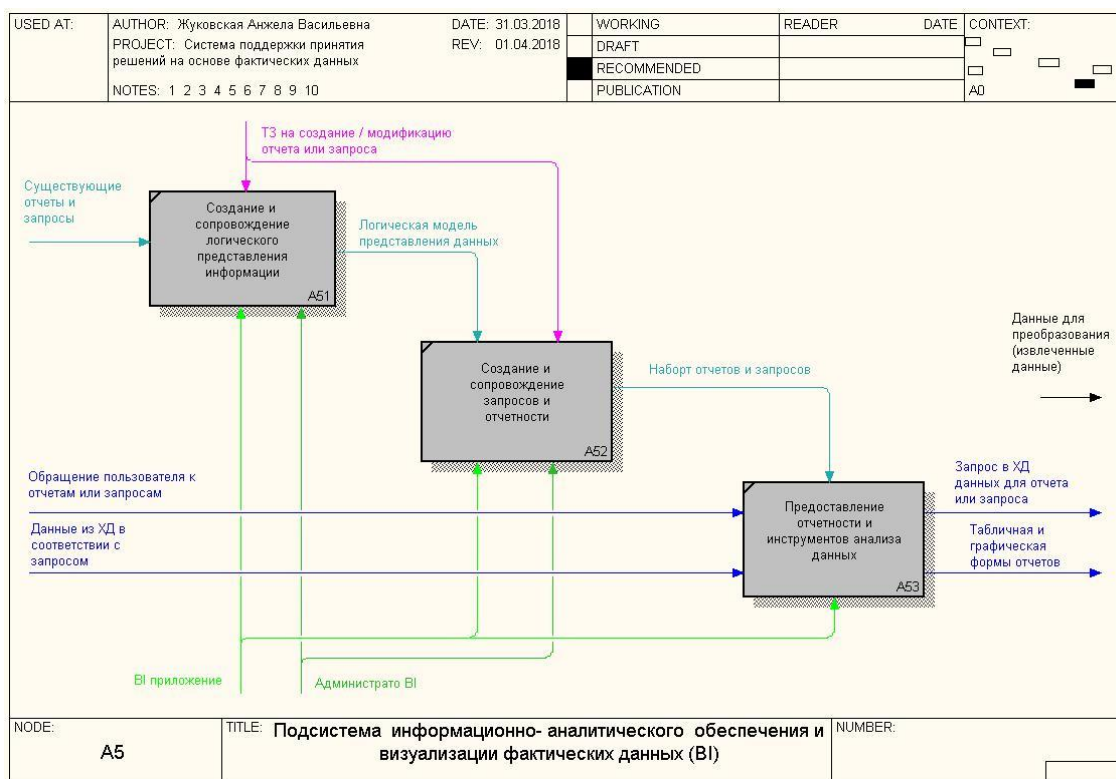 USED AT:
AUTHOR: Жуковская Анжела Васильевна
DATE: 31.03.2018
PROJECT: Система поддержки принятия
решений на основе фактических данных
REV: 01.04.2018
NOTES: 1 2 3 4 5 6 7 8 9 10
WORKING
DRAFT
RECOMMENDED
PUBLICATION
READER
DATE
CONTEXT:
A0
ТЗ на создание / модификацию
отчета или запроса
Существующие
отчеты и
запросы
Создание и
сопровождение
логического
представления
информации
A51
Логическая модель
представления данных
Создание и
сопровождение
запросов и
отчетности
A52
Наборт отчетов и запросов
Данные для
преобразования
(извлеченные
данные)
Обращение пользователя к
отчетам или запросам
Данные из ХД в
соответствии с
запросом
Предоставление
отчетности и
инструментов анализа
данных
A53
Запрос в ХД
данных для отчета
или запроса
Табличная и
графическая
формы отчетов
BI приложение
Администрато BI
NODE:
A5
TITLE: Подсистема информационно- аналитического обеспечения и
визуализации фактических данных (BI)
NUMBER: